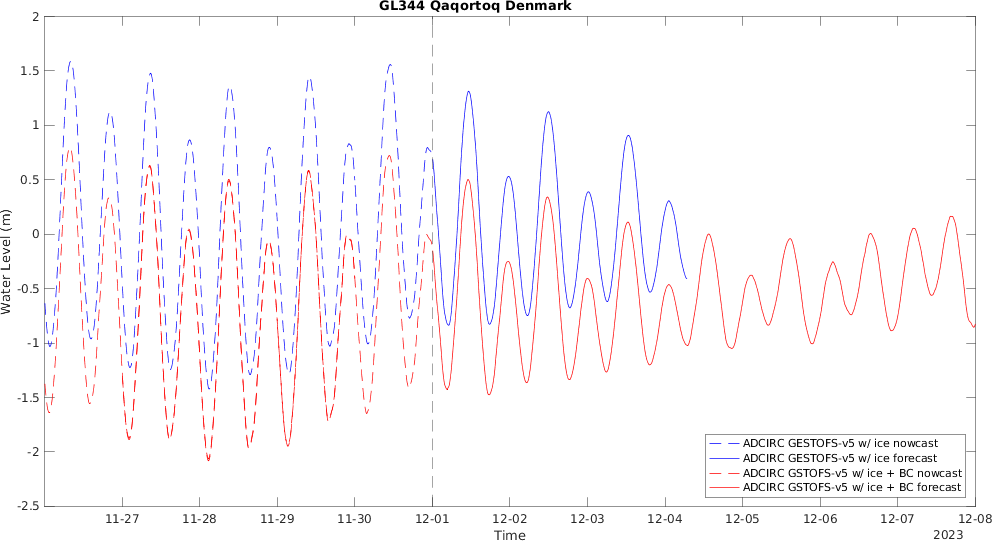 GL344 Qaqortoq Denmark
2
1.5
1
0.5
0
-0.5
-1
-1.5
-2
-2.5
Water Level (m)
ADCIRC GESTOFS-v5 w/ ice nowcast
ADCIRC GESTOFS-v5 w/ ice forecast
ADCIRC GSTOFS-v5 w/ ice + BC nowcast
ADCIRC GSTOFS-v5 w/ ice + BC forecast
11-27 11-28 11-29 11-30 12-01 12-02 12-03 12-04 12-05 12-06 12-07 12-08
Time
2023